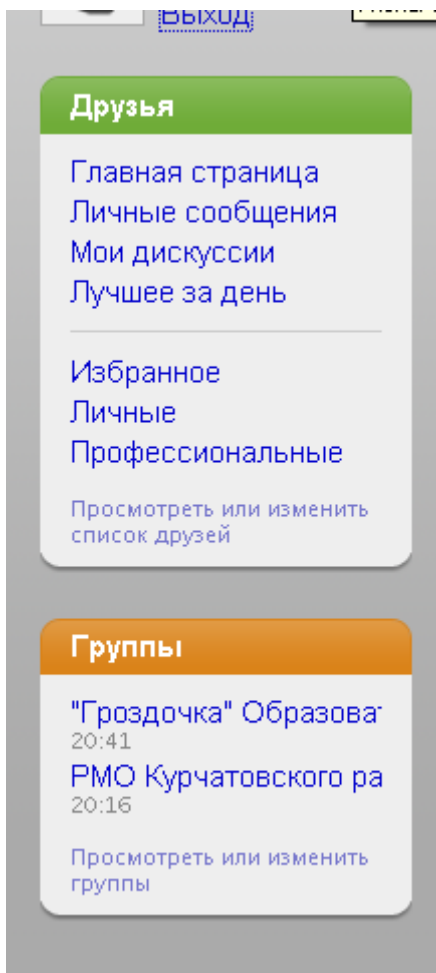 Выход
Друзья
Главная страница
Личные сообщения
Мои дискуссии
Лучшее за день
Избранное
Личные
Профессиональные
Просмотреть или изменить
список друзей
Группы
"Гроздочка" Образоват
20:41
РМО Курчатовского ра
20:16
Просмотреть или изменить
группы